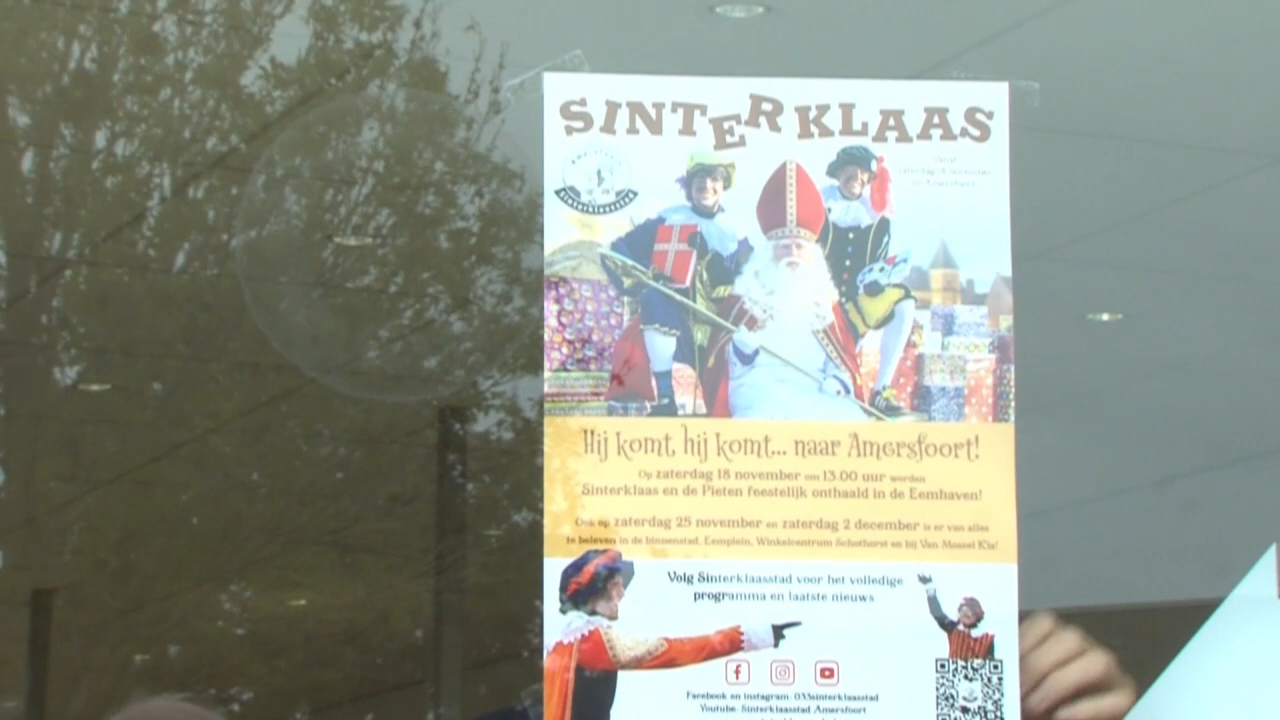 SINTERKLAAS
Sinterklaasstad
Hij komt, hij komt... naar Amersfoort!
Op zaterdag 18 november om 13.00 uur worden
Sinterklaas en de Pieten feestelijk onthaald in de Eemhaven!
Ook op zaterdag 25 november en zaterdag 2 december is er van alles
te beleven in de binnenstad, Eemplein, Winkelcentrum Schothorst en bij Van Mossel Kia!
Volg Sinterklaasstad voor het volledige
programma en laatste nieuws
Facebook en Instagram: 033sinterklaasstad
Youtube: Sinterklaasstad Amersfoort